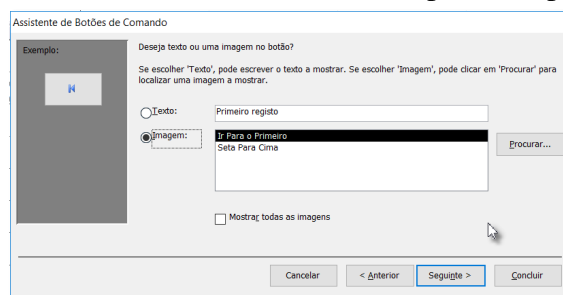 Assistente de Botões de Comando
Exemplo:
Deseja texto ou uma imagem no botão?
Se escolher 'Texto', pode escrever o texto a mostrar. Se escolher 'Imagem', pode clicar em 'Procurar' para
localizar uma imagem a mostrar.
Texto:
Primeiro registo
Imagem:
Ir Para o Primeiro
Seta Para Cima
Procurar...
Mostrar todas as imagens
Cancelar
< Anterior
Seguinte >
Concluir